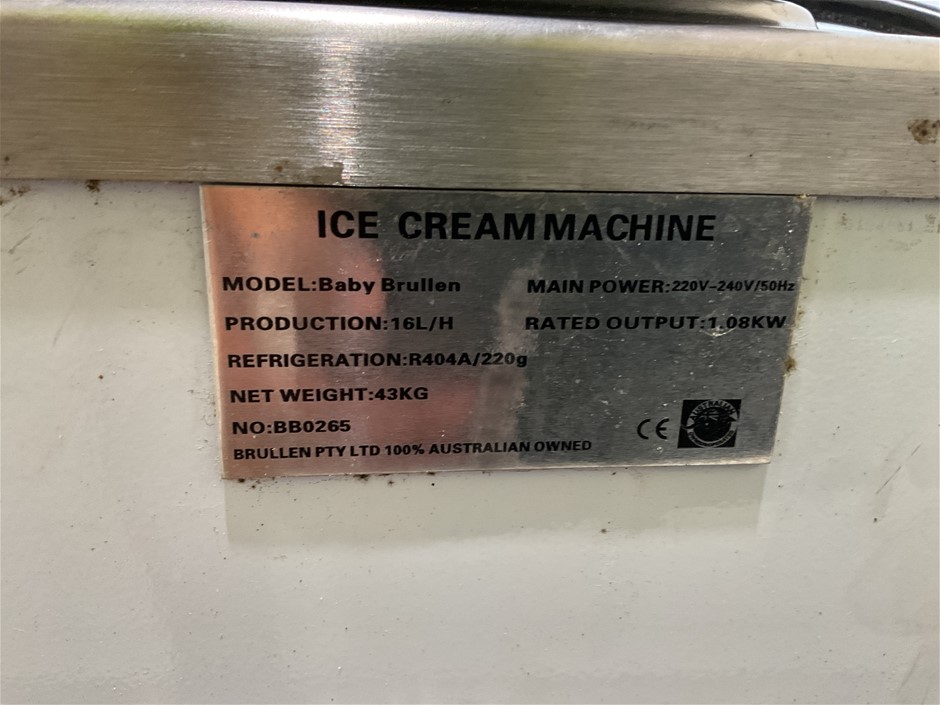 ICE CREAM MACHINE
MODEL:Baby Brullen MAIN POWER:220V-240V/50Hz
PRODUCTION:16L/H RATED OUTPUT:1.08KW
REFRIGERATION:R404A/220g
NET WEIGHT:43KG
NO:BB0265
CE AUSTRALIAN
BRULLEN PTY LTD 100% AUSTRALIAN OWNED